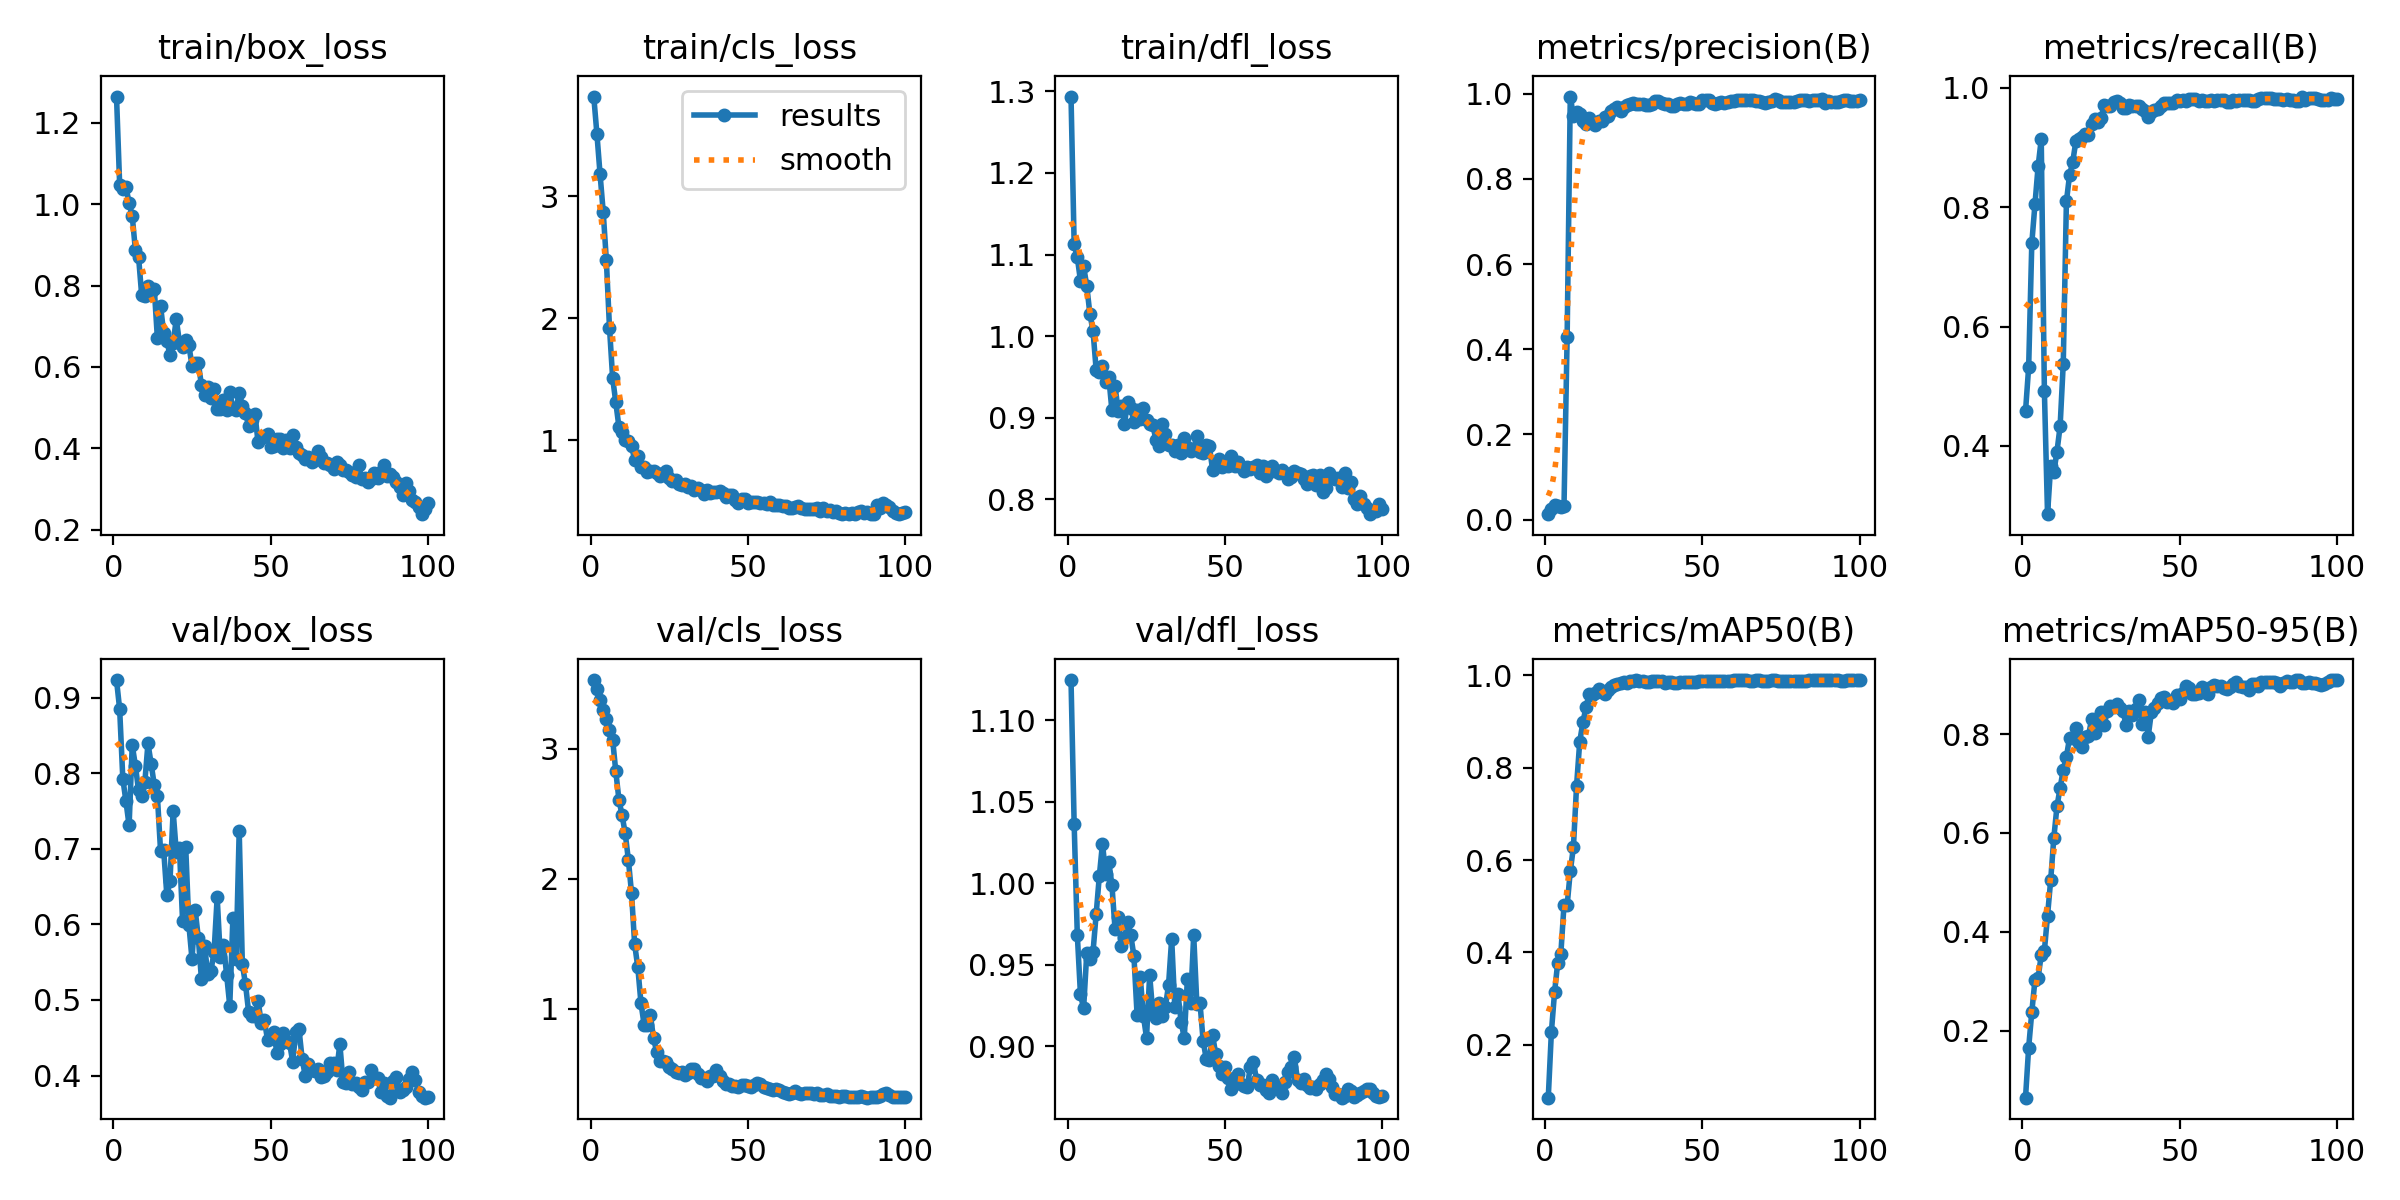 train/box_loss
train/cls_loss
train/dfl_loss
metrics/precision(B)
metrics/recall(B)
1.2
1.0
0.8
0.6
0.4
0.2
0 50 100
results
smooth
3
2
1
0 50 100
1.3
1.2
1.1
1.0
0.9
0.8
0 50 100
1.0
0.8
0.6
0.4
0.2
0.0
0 50 100
1.0
0.8
0.6
0.4
0 50 100
val/box_loss
val/cls_loss
val/dfl_loss
metrics/mAP50(B)
metrics/mAP50-95(B)
0.9
0.8
0.7
0.6
0.5
0.4
0 50 100
3
2
1
0 50 100
1.10
1.05
1.00
0.95
0.90
0 50 100
1.0
0.8
0.6
0.4
0.2
0 50 100
0.8
0.6
0.4
0.2
0 50 100